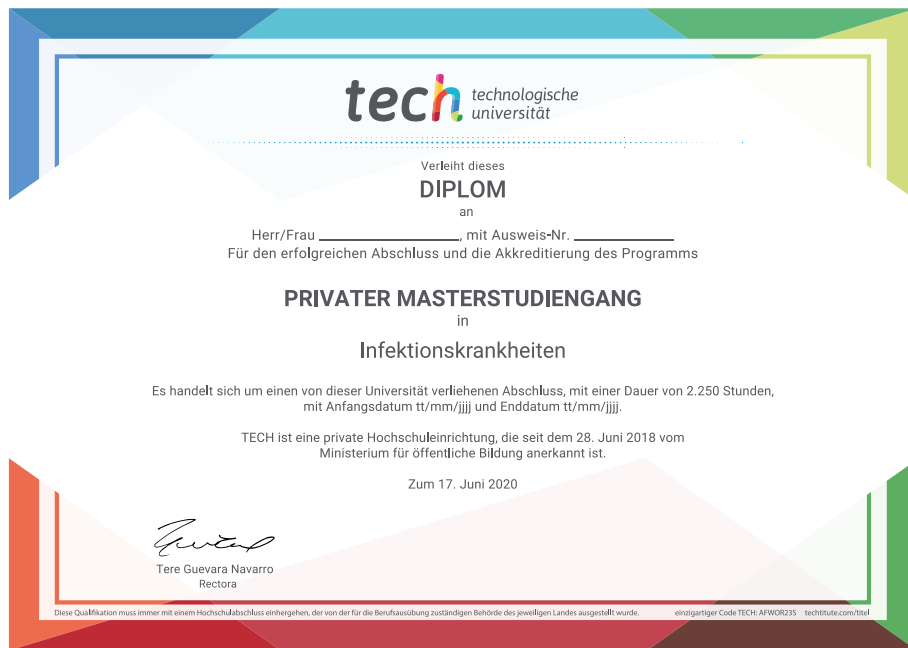 tech technologische
universität
Verleiht dieses
DIPLOM
an
Herr/Frau ____________________, mit Ausweis-Nr. ______________
Für den erfolgreichen Abschluss und die Akkreditierung des Programms
PRIVATER MASTERSTUDIENGANG
in
Infektionskrankheiten
Es handelt sich um einen von dieser Universität verliehenen Abschluss, mit einer Dauer von 2.250 Stunden,
mit Anfangsdatum tt/mm/jjjj und Enddatum tt/mm/jjjj.
TECH ist eine private Hochschuleinrichtung, die seit dem 28. Juni 2018 vom
Ministerium für öffentliche Bildung anerkannt ist.
Zum 17. Juni 2020
Tere Guevara Navarro
Rectora
Diese Qualifikation muss immer mit einem Hochschulabschluss einhergehen, der von der für die Berufsausübung zuständigen Behörde des jeweiligen Landes ausgestellt wurde. einzigartiger Code TECH: AFWOR23S techtitute.com/titel